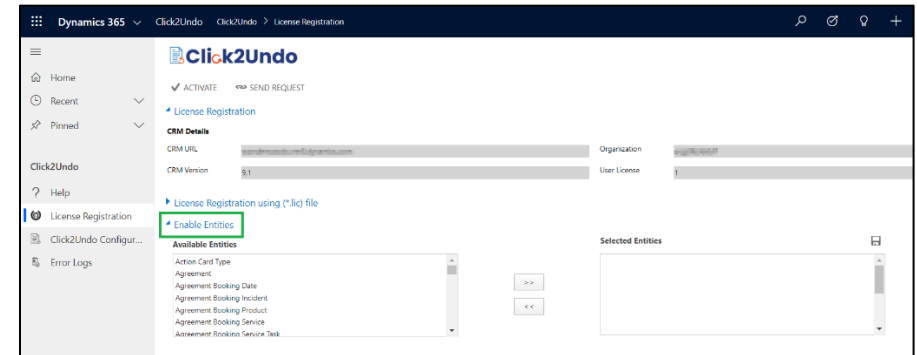 Dynamics 365 Click2Undo Click2Undo > License Registration
Click2Undo
Home
Recent
Pinned
Click2Undo
Help
License Registration
Click2Undo Configur...
Error Logs
ACTIVATE SEND REQUEST
License Registration
CRM Details
CRM URL Organization
CRM Version 9.1 User License 1
License Registration using (*.lic) file
Enable Entities
Available Entities Selected Entities
Action Card Type
Agreement
Agreement Booking Date
Agreement Booking Incident
Agreement Booking Product
Agreement Booking Service
Agreement Booking Service Task
>>
<<